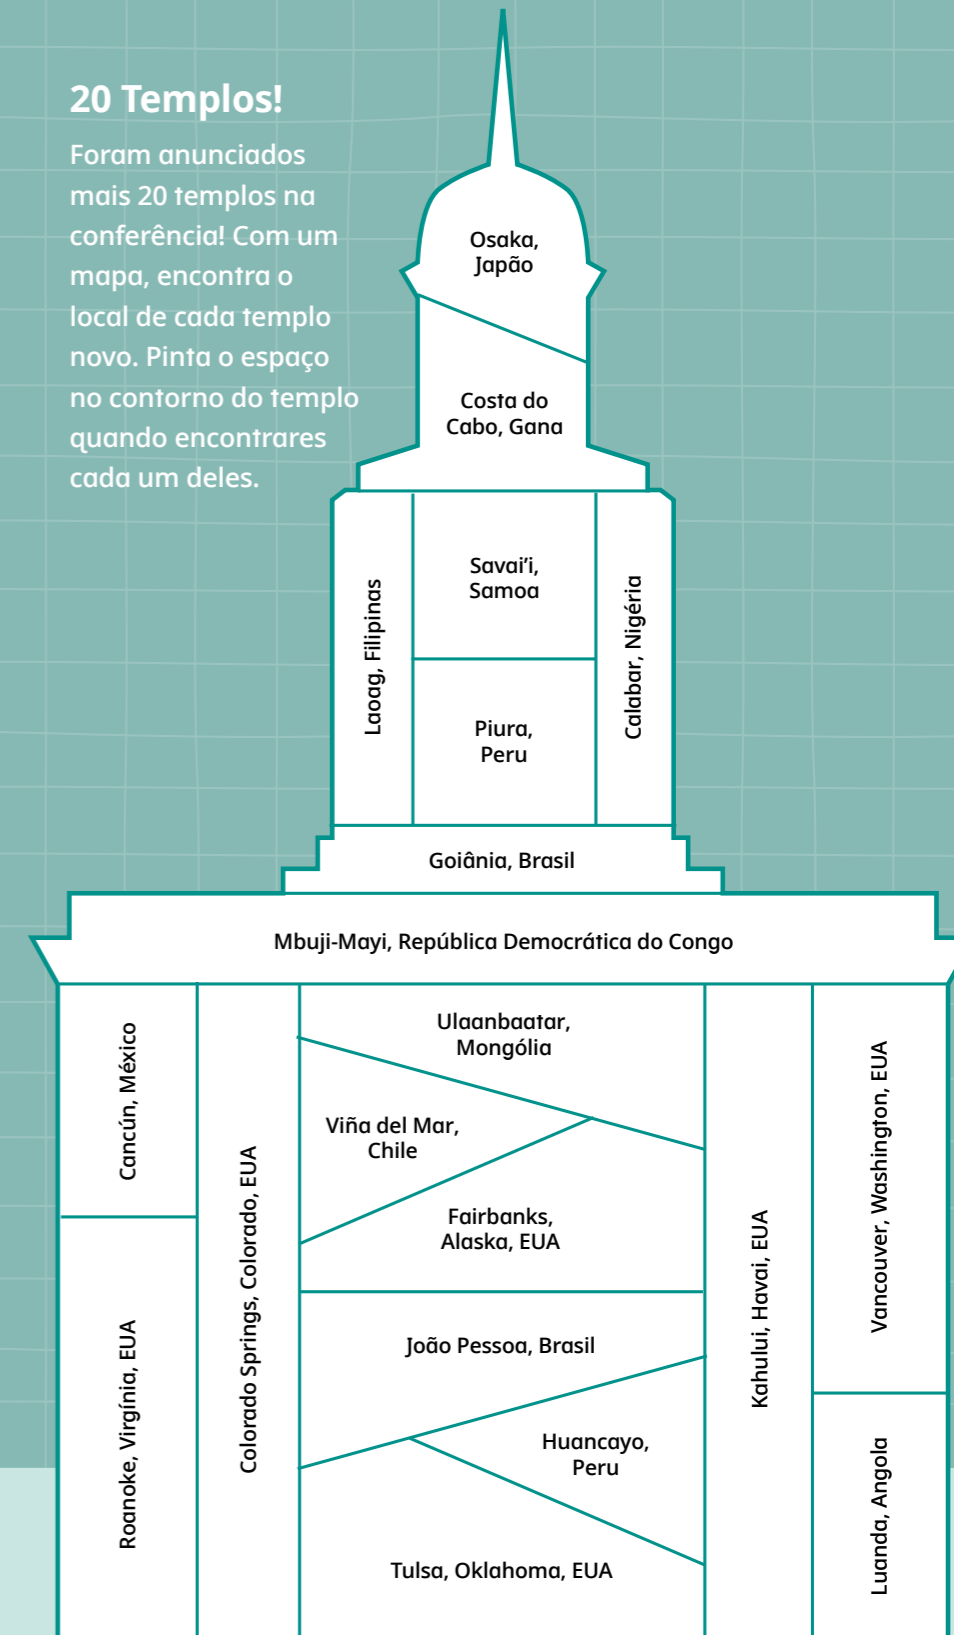 20 Templos!
Foram anunciados
mais 20 templos na
conferência! Com um
mapa, encontra o
local de cada templo
novo. Pinta o espaço
no contorno do templo
quando encontrares
cada um deles.
Osaka,
Japão
Costa do
Cabo, Gana
Laoag, Filipinas
Savai’i,
Samoa
Calabar, Nigéria
Piura,
Peru
Goiânia, Brasil
Mbuji-Mayi, República Democrática do Congo
Cancún, México
Roanoke, Virgínia, EUA
Colorado Springs, Colorado, EUA
Ulaanbaatar,
Mongólia
Viña del Mar,
Chile
Fairbanks,
Alaska, EUA
João Pessoa, Brasil
Huancayo,
Peru
Tulsa, Oklahoma, EUA
Kahului, Havai, EUA
Vancouver, Washington, EUA
Luanda, Angola